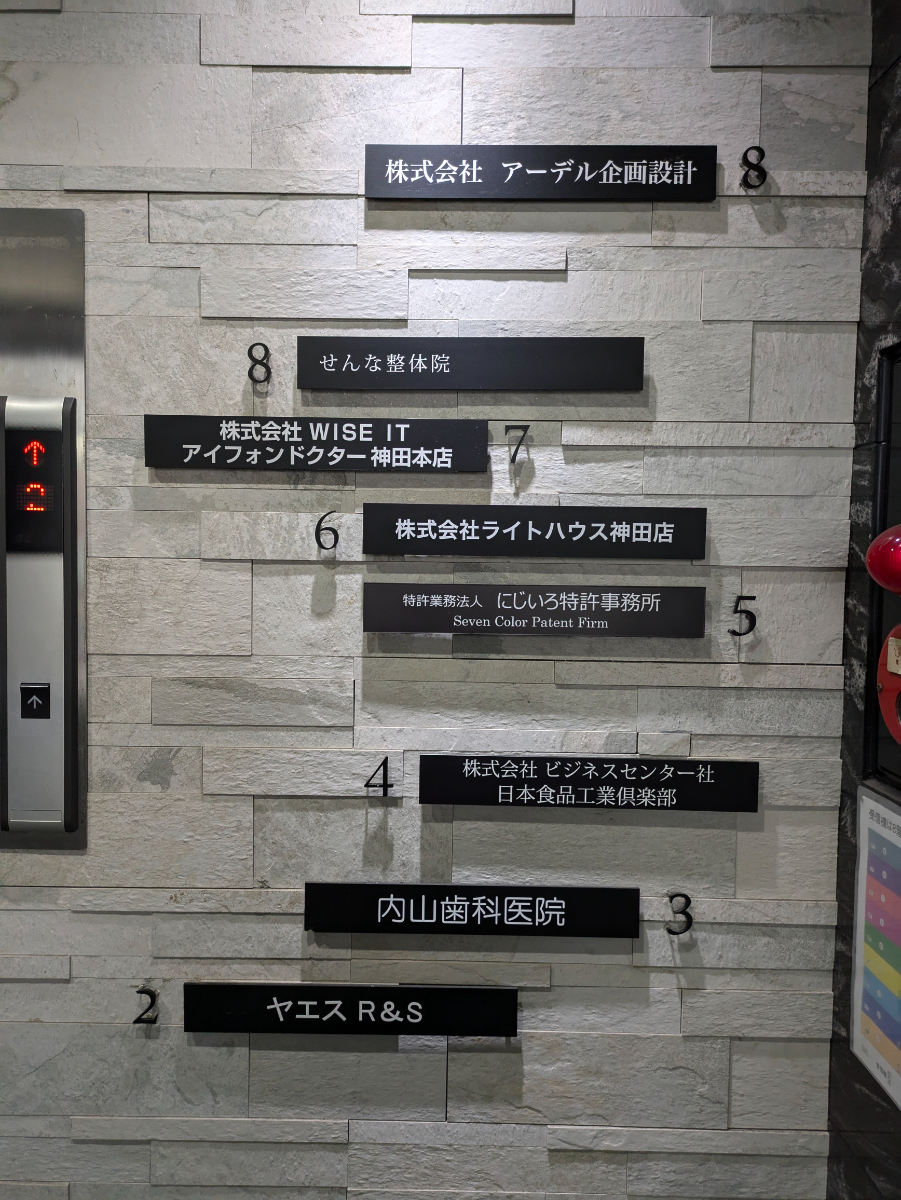 株式会社 アーデル企画設計 8
8 せんな整体院
株式会社 WISE IT
アイフォンドクター神田本店 7
6 株式会社ライトハウス神田店
特許業務法人 にじいろ特許事務所
Seven Color Patent Firm 5
4 株式会社 ビジネスセンター社
日本食品工業倶楽部
内山歯科医院 3
2 ヤエス R&S